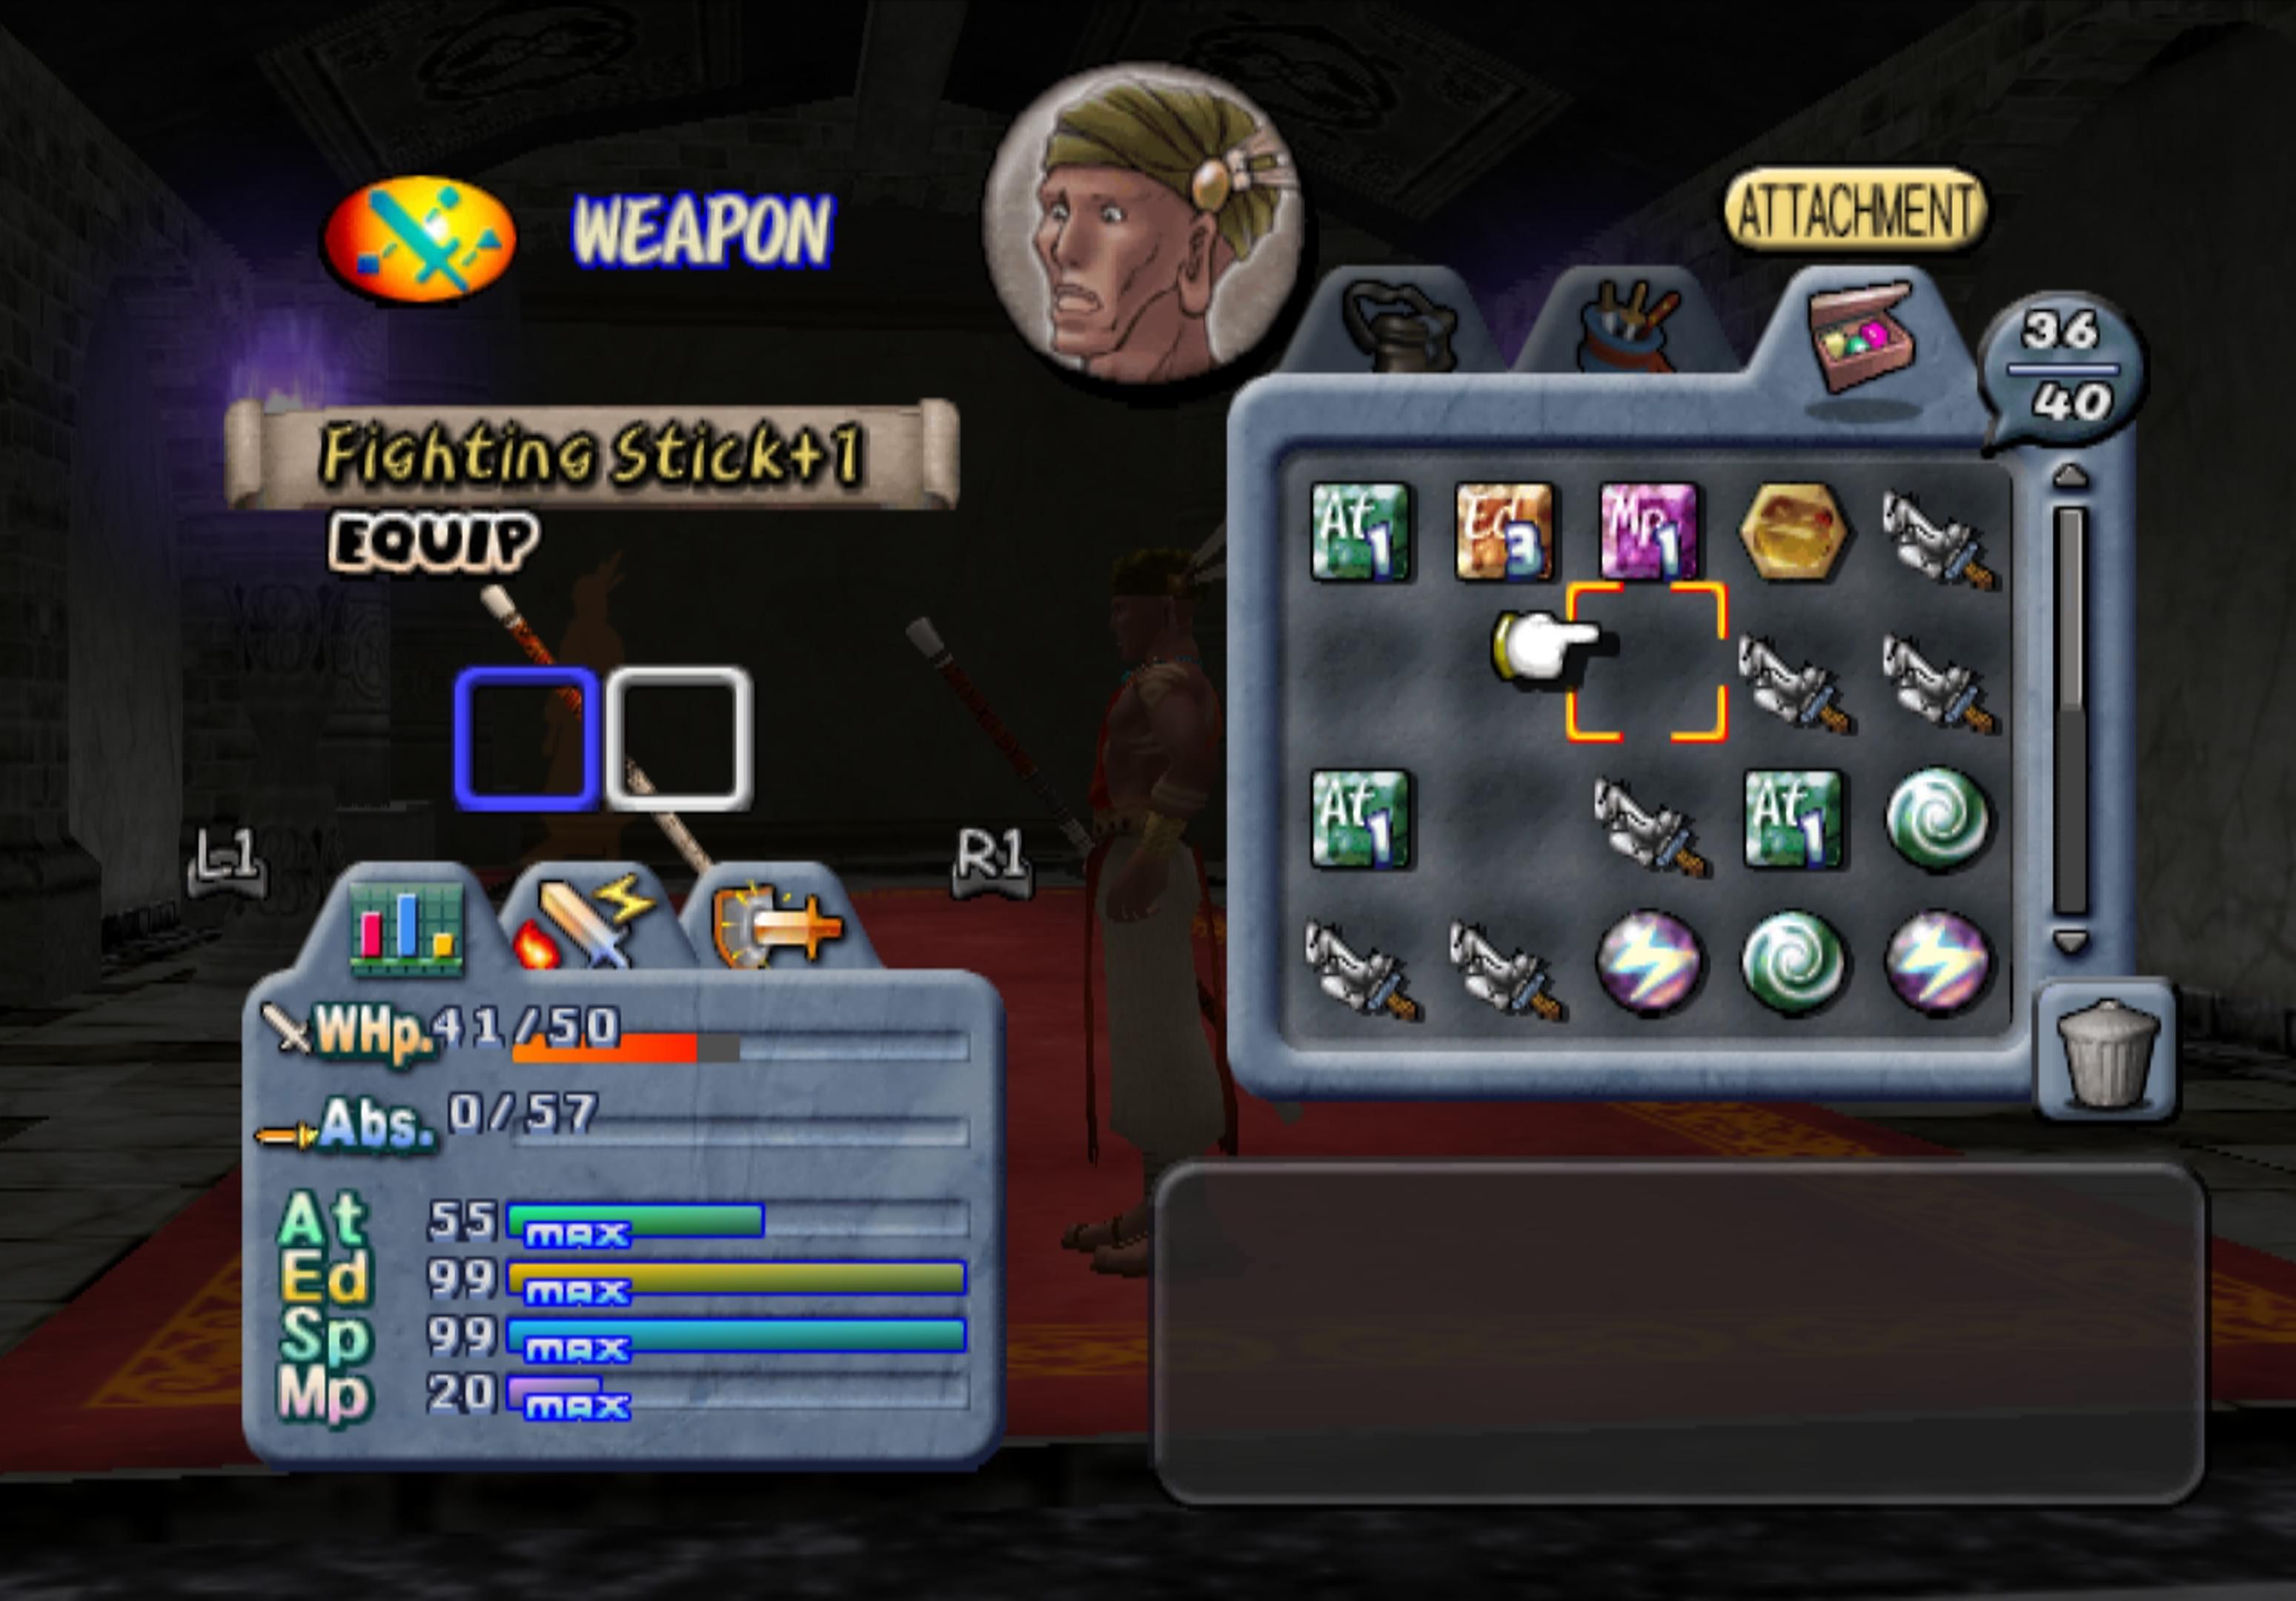 WEAPON
ATTACHMENT
36
40
Fighting Stick+1
EQUIP
At 1
Ed 3
Mp 1
At 1
At 1
L1
R1
WHp. 41/50
Abs. 0/57
At 55 max
Ed 99 max
Sp 99 max
Mp 20 max